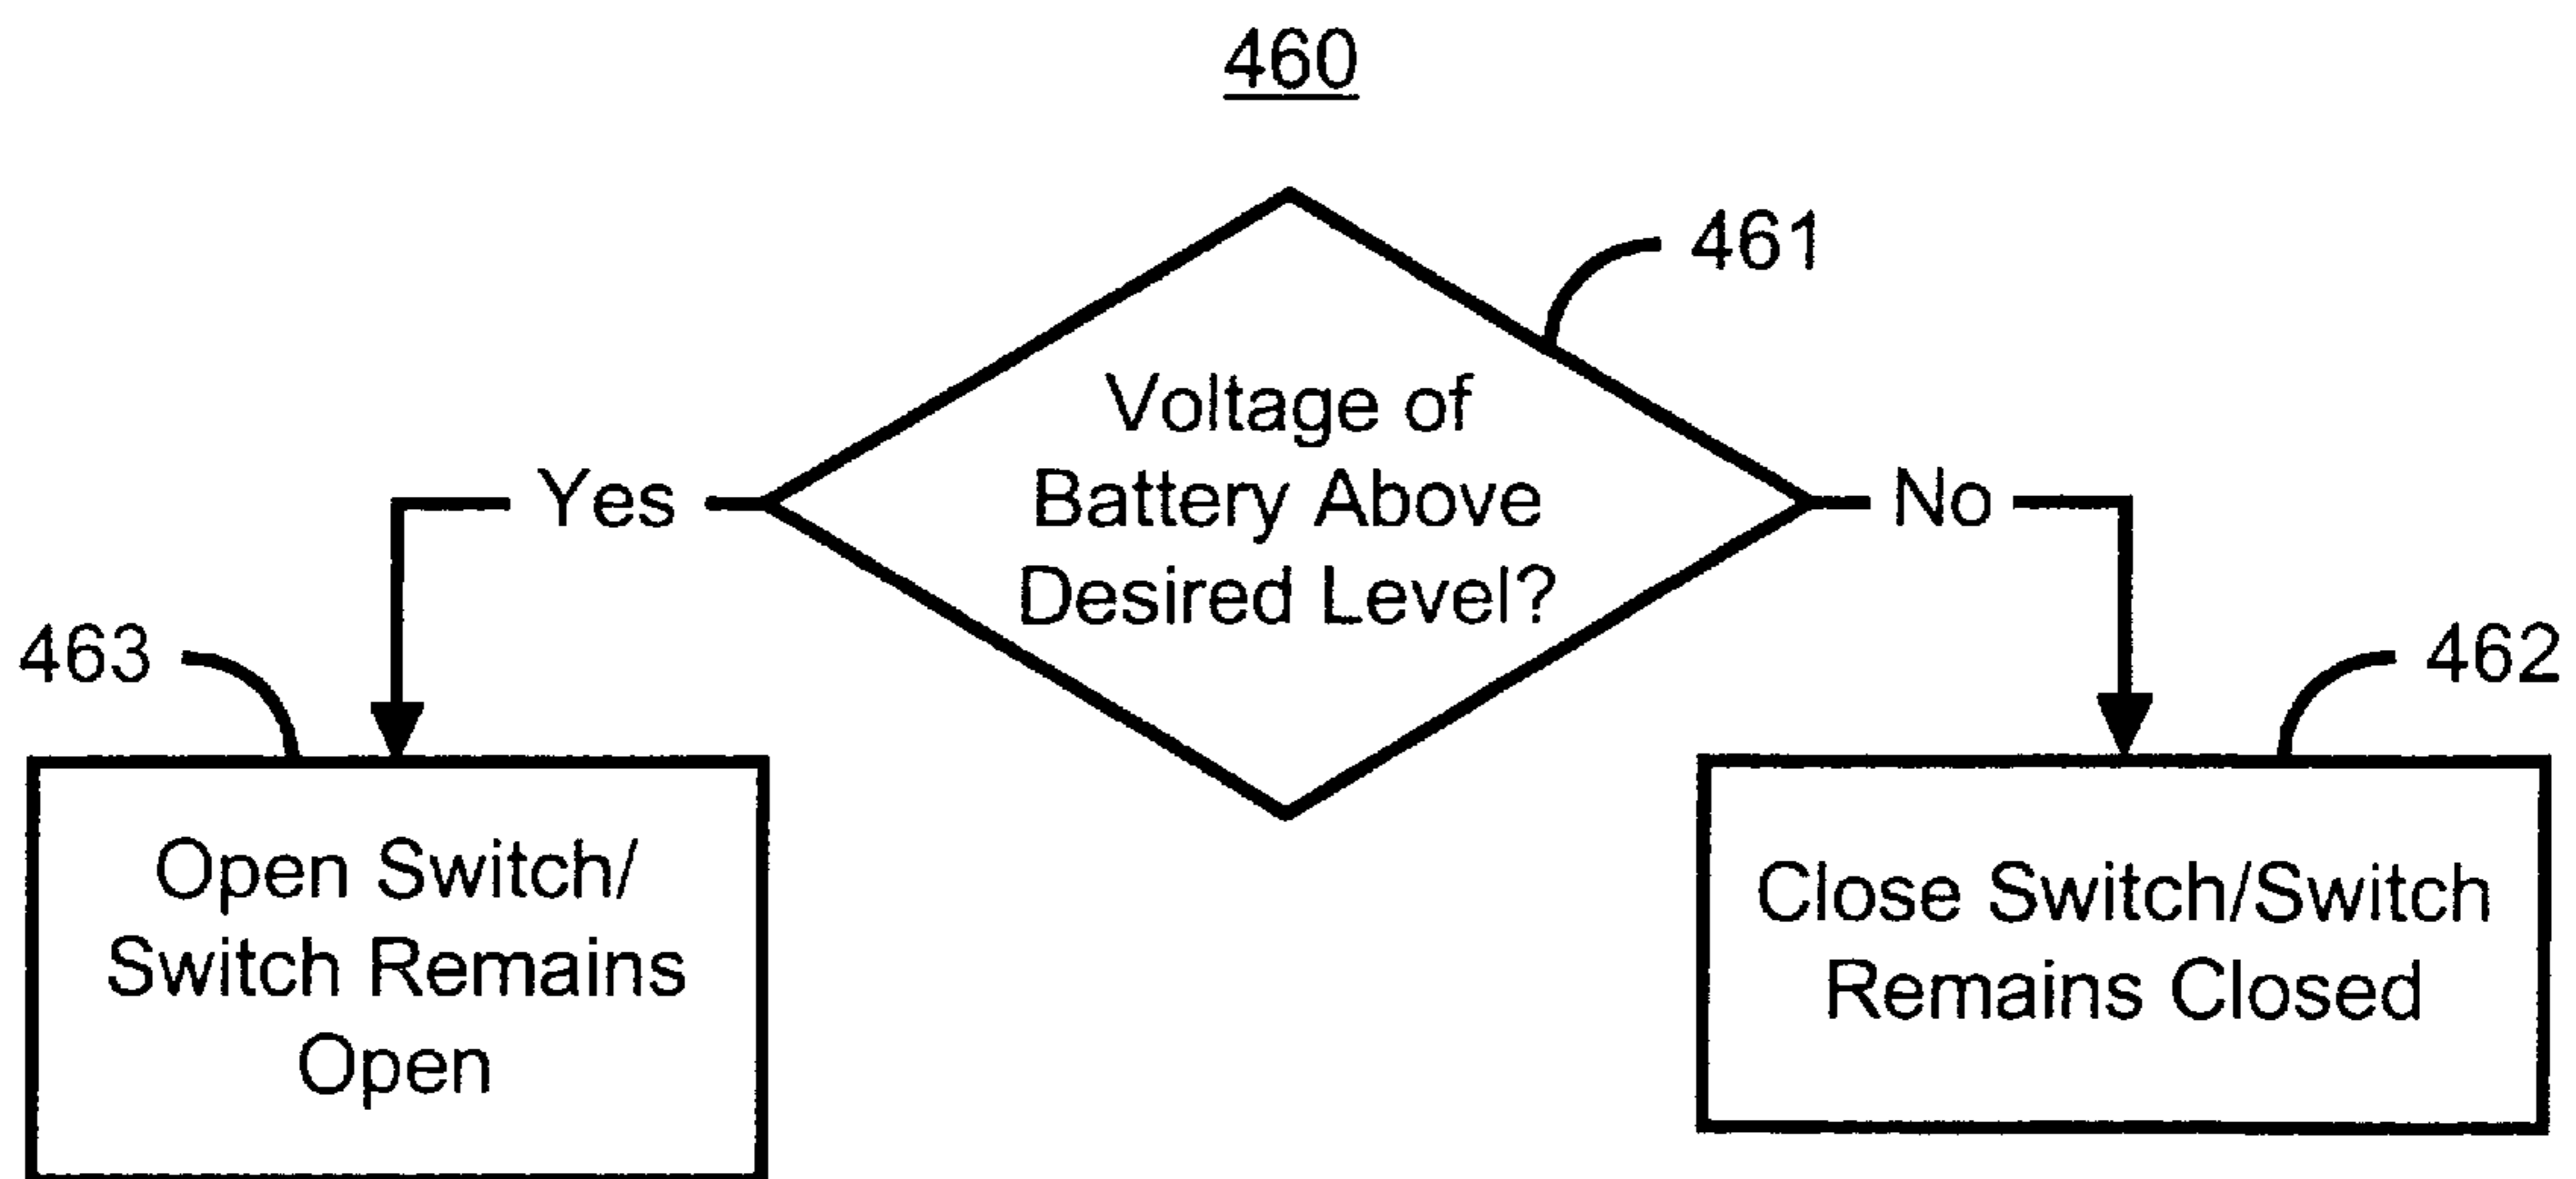 460
461
Voltage of
Battery Above
Desired Level?
Yes
No
463
462
Open Switch/
Switch Remains
Open
Close Switch/Switch
Remains Closed